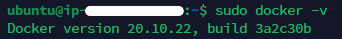 ubuntu@ip-:~$ sudo docker -v
Docker version 20.10.22, build 3a2c30b